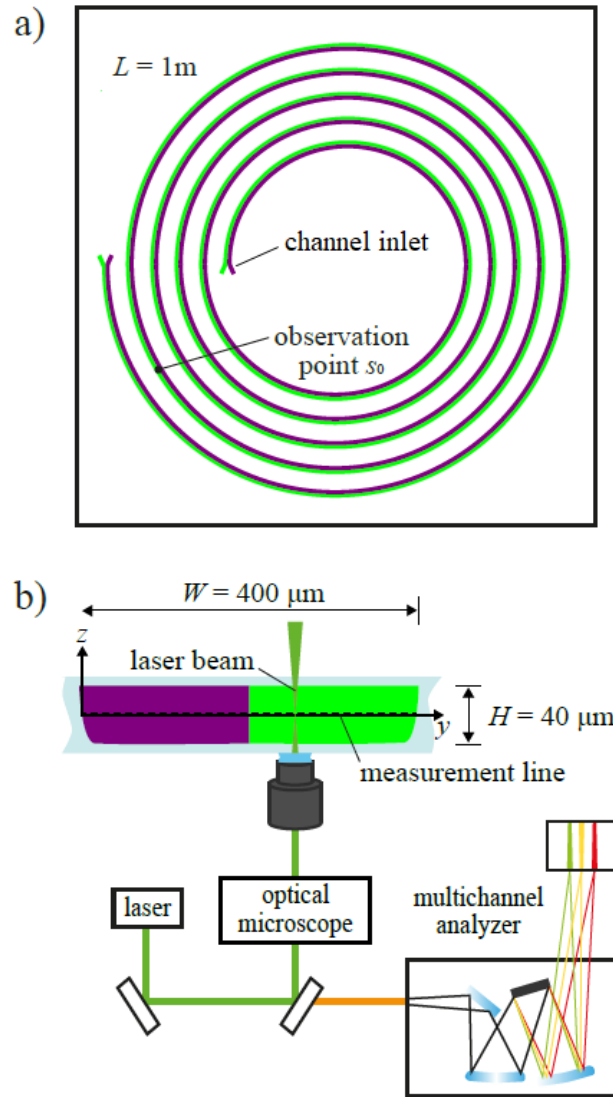 a)
L = 1m
channel inlet
observation
point s₀
b)
W = 400 μm
z
laser beam
H = 40 μm
y
measurement line
laser
optical
microscope
multichannel
analyzer